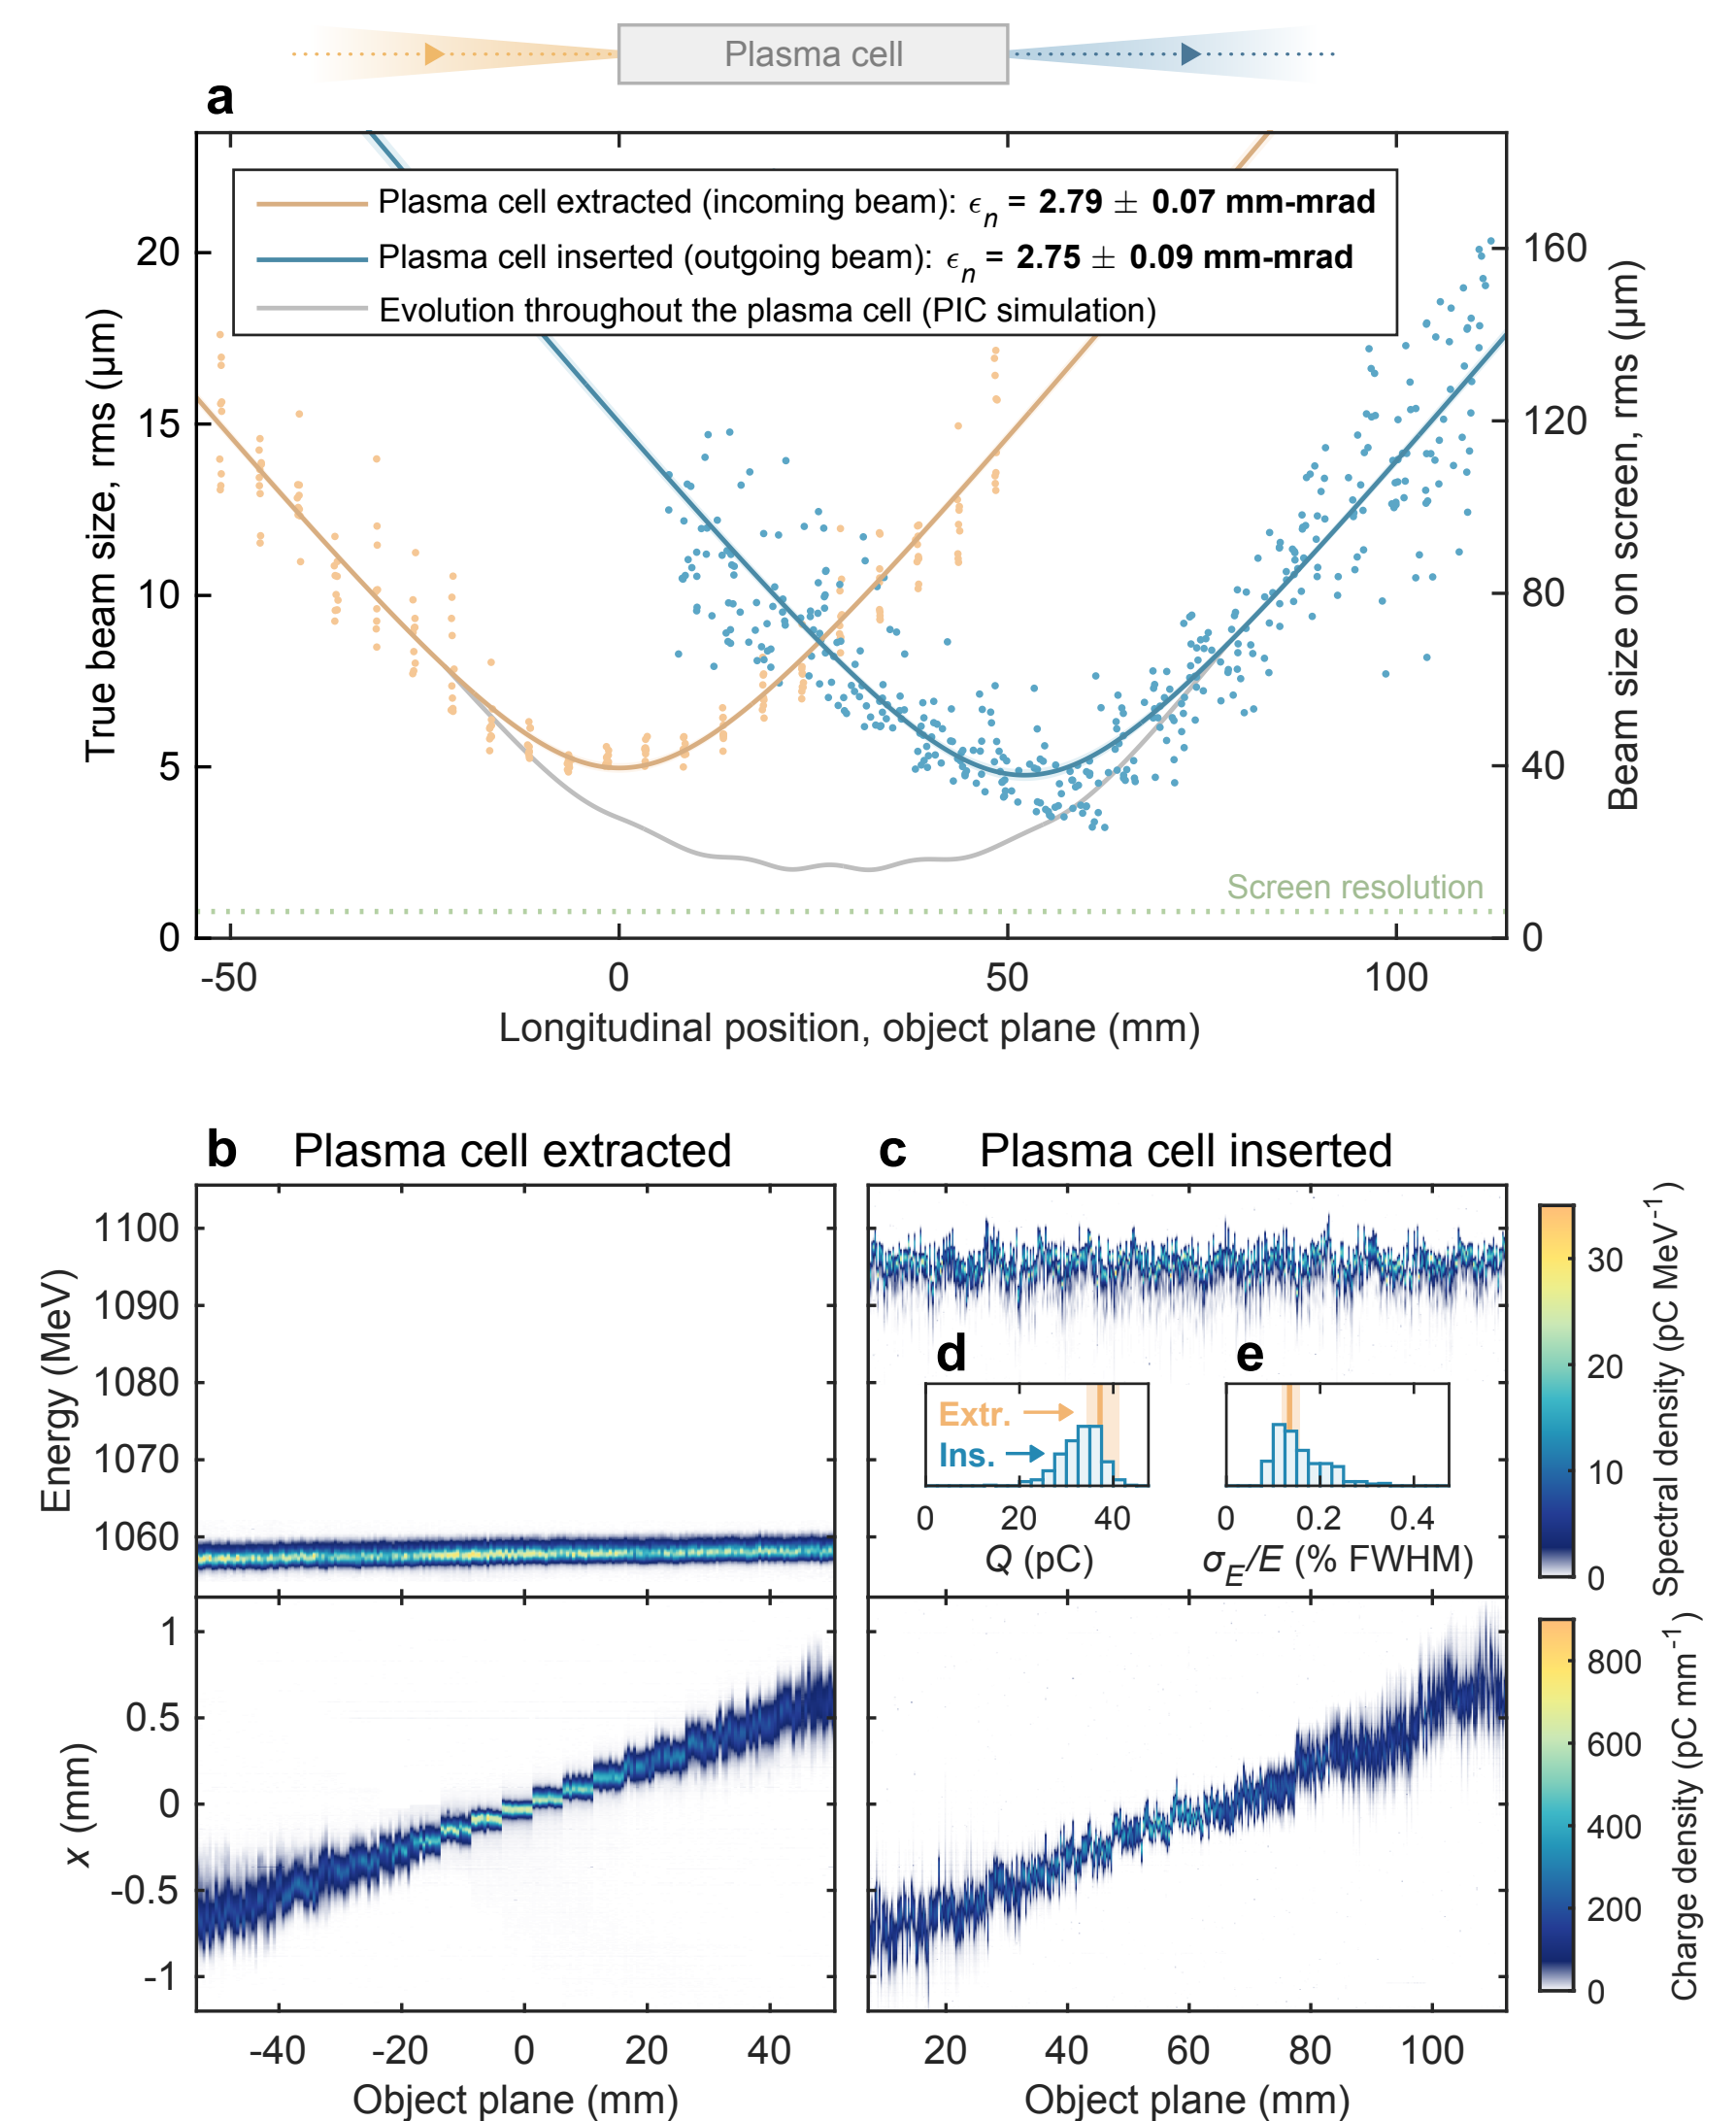 Plasma cell
a
Plasma cell extracted (incoming beam): ϵn = 2.79 ± 0.07 mm-mrad
Plasma cell inserted (outgoing beam): ϵn = 2.75 ± 0.09 mm-mrad
Evolution throughout the plasma cell (PIC simulation)
True beam size, rms (μm)
20
15
10
5
0
Beam size on screen, rms (μm)
160
120
80
40
0
Screen resolution
-50
0
50
100
Longitudinal position, object plane (mm)
b
Plasma cell extracted
c
Plasma cell inserted
Energy (MeV)
1100
1090
1080
1070
1060
d
Extr.
Ins.
0
20
40
Q (pC)
e
0
0.2
0.4
σE/E (% FWHM)
30
20
10
0
Spectral density (pC MeV-1)
x (mm)
1
0.5
0
-0.5
-1
800
600
400
200
0
Charge density (pC mm-1)
-40
-20
0
20
40
Object plane (mm)
20
40
60
80
100
Object plane (mm)